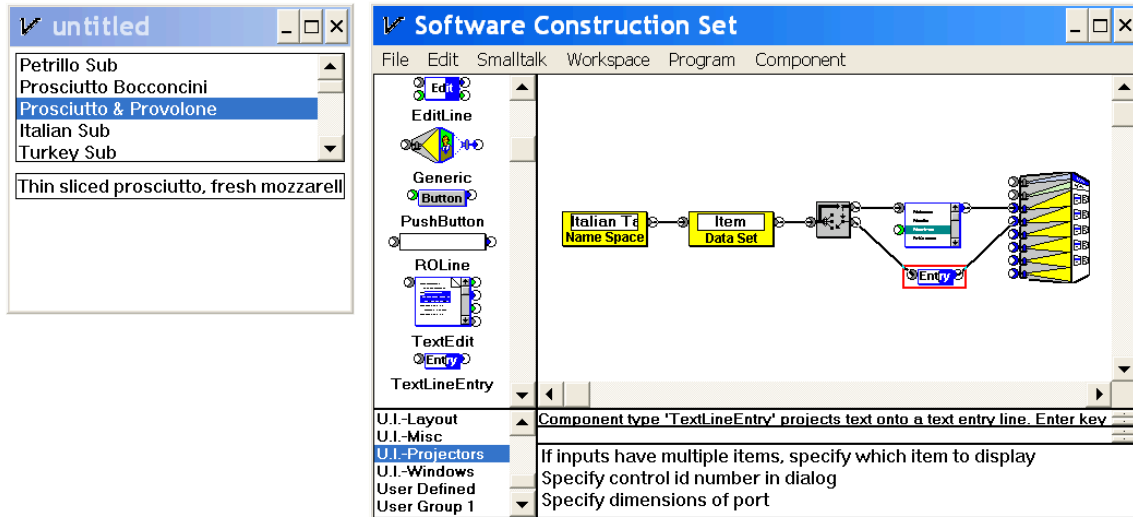 untitled
Petrillo Sub
Prosciutto Bocconcini
Prosciutto & Provolone
Italian Sub
Turkey Sub
Thin sliced prosciutto, fresh mozzarell
Software Construction Set
File Edit Smalltalk Workspace Program Component
Edit
EditLine
Generic
Button
PushButton
ROLine
TextEdit
Entry
TextLineEntry
Italian Ta
Name Space
Item
Data Set
Entry
U.I.-Layout
U.I.-Misc
U.I.-Projectors
U.I.-Windows
User Defined
User Group 1
Component type 'TextLineEntry' projects text onto a text entry line. Enter key
If inputs have multiple items, specify which item to display
Specify control id number in dialog
Specify dimensions of port